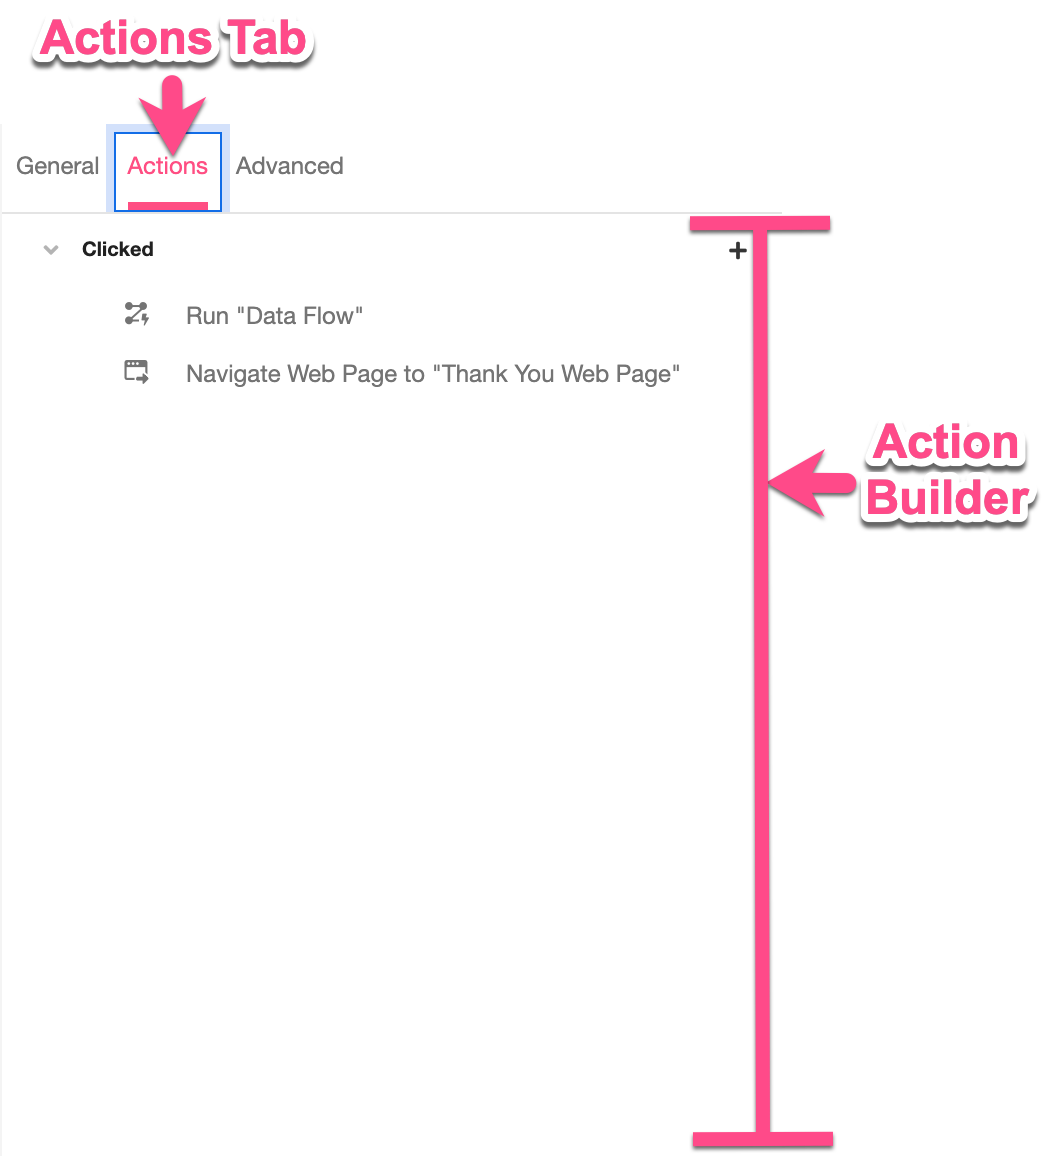 Actions Tab
General Actions Advanced
Clicked +
Run "Data Flow"
Navigate Web Page to "Thank You Web Page"
Action
Builder